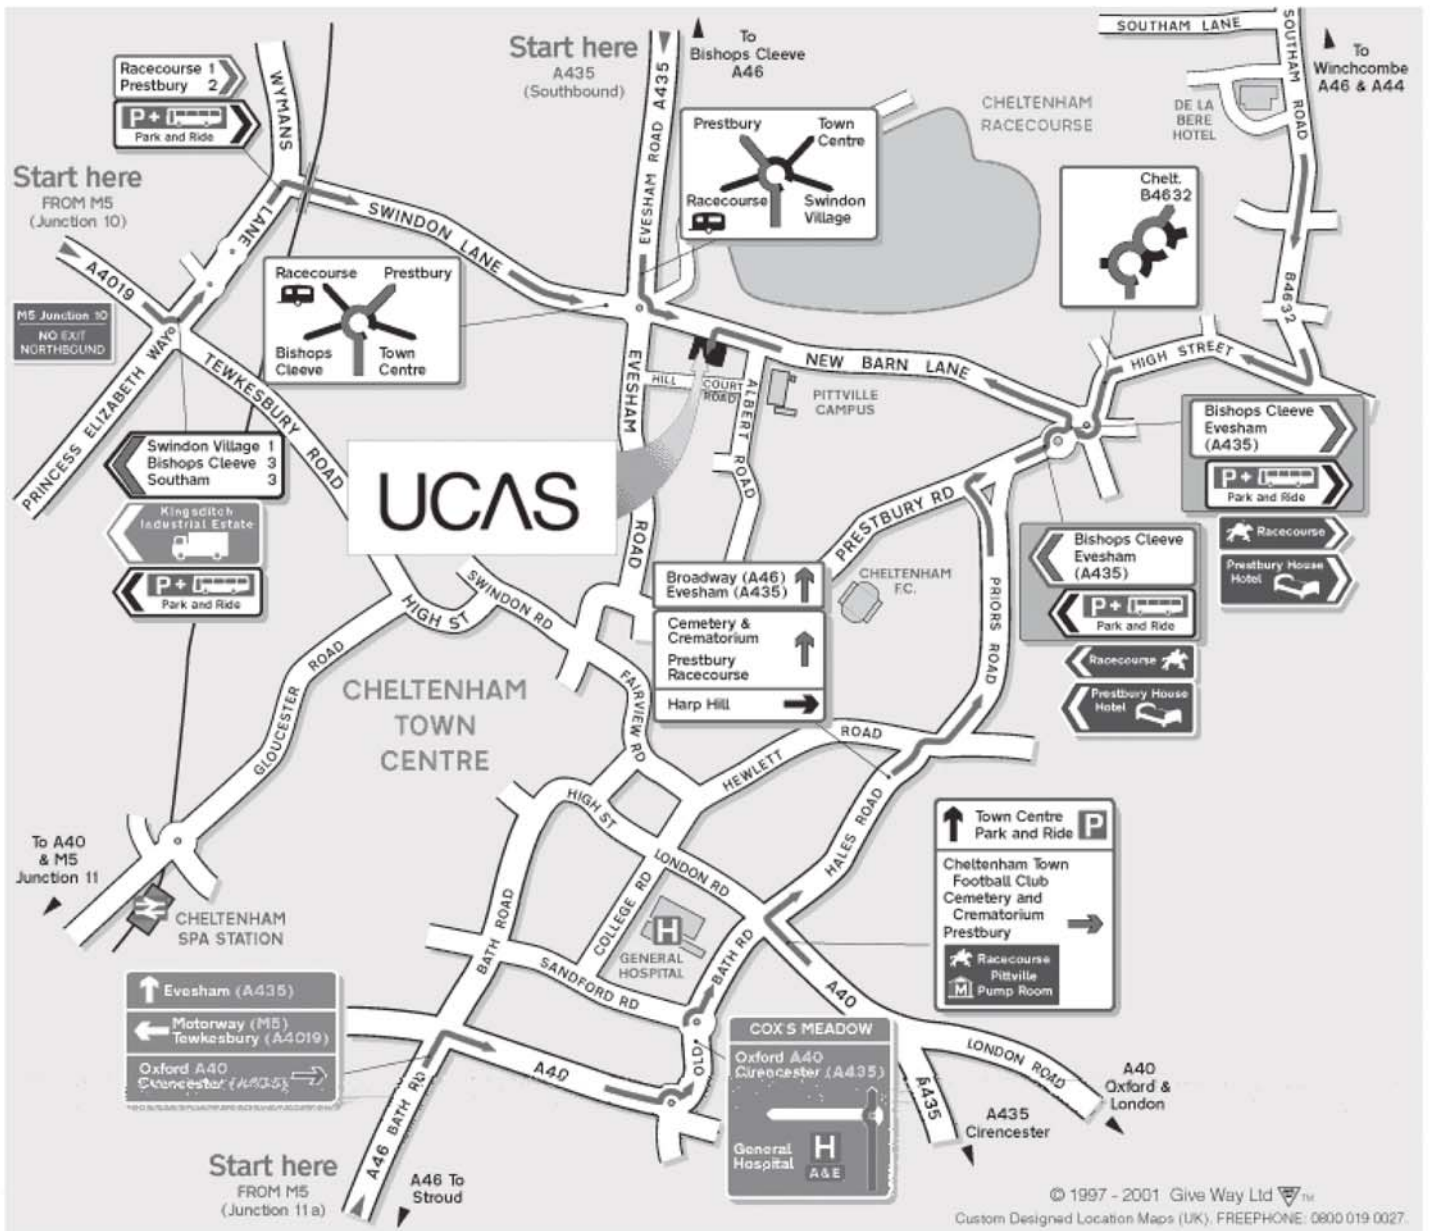 Start here
A435
(Southbound)
To
Bishops Cleeve
A46
SOUTHAM LANE
SOUTHAM ROAD
To
Winchcombe
A46 & A44
Racecourse 1
Prestbury 2
P+
Park and Ride
WYMANS
LANE
EVESHAM ROAD A435
CHELTENHAM
RACECOURSE
DE LA
BERE
HOTEL
Prestbury
Town
Centre
Racecourse
Swindon
Village
Chelt.
B4632
Start here
FROM M5
(Junction 10)
A4019
SWINDON LANE
Racecourse
Prestbury
Bishops
Cleeve
Town
Centre
B4632
M5 Junction 10
NO EXIT
NORTHBOUND
PRINCESS ELIZABETH WAY
TEWKESBURY ROAD
EVESHAM
ROAD
HILL COURT
ROAD
ALBERT ROAD
NEW BARN LANE
HIGH STREET
PITTVILLE
CAMPUS
Swindon Village 1
Bishops Cleeve 3
Southam 3
Kingsditch
Industrial Estate
P+
Park and Ride
UCAS
Bishops Cleeve
Evesham
(A435)
P+
Park and Ride
Racecourse
Prestbury House
Hotel
PRESTBURY RD
Bishops Cleeve
Evesham
(A435)
P+
Park and Ride
Racecourse
Prestbury House
Hotel
CHELTENHAM
F.C.
Broadway (A46)
Evesham (A435)
Cemetery &
Crematorium
Prestbury
Racecourse
Harp Hill
PRIORS ROAD
SWINDON RD
HIGH ST
GLOUCESTER ROAD
FAIRVIEW RD
CHELTENHAM
TOWN
CENTRE
HEWLETT ROAD
HIGH ST
LONDON RD
HALES ROAD
Town Centre
Park and Ride P
Cheltenham Town
Football Club
Cemetery and
Crematorium
Prestbury
Racecourse
Pittville
Pump Room
To A40
& M5
Junction 11
CHELTENHAM
SPA STATION
BATH ROAD
COLLEGE RD
H
GENERAL
HOSPITAL
SANDFORD RD
OLD
BATH RD
A40
Evesham (A435)
Motorway (M5)
Tewkesbury (A4019)
Oxford A40
Cirencester (A435)
A40
COX'S MEADOW
Oxford A40
Cirencester (A435)
General
Hospital
H
A&E
LONDON ROAD
A435
A40
Oxford &
London
A435
Cirencester
Start here
FROM M5
(Junction 11a)
A46 BATH RD
A46 To
Stroud
© 1997 - 2001 Give Way Ltd TM
Custom Designed Location Maps (UK). FREEPHONE: 0800 019 0027.